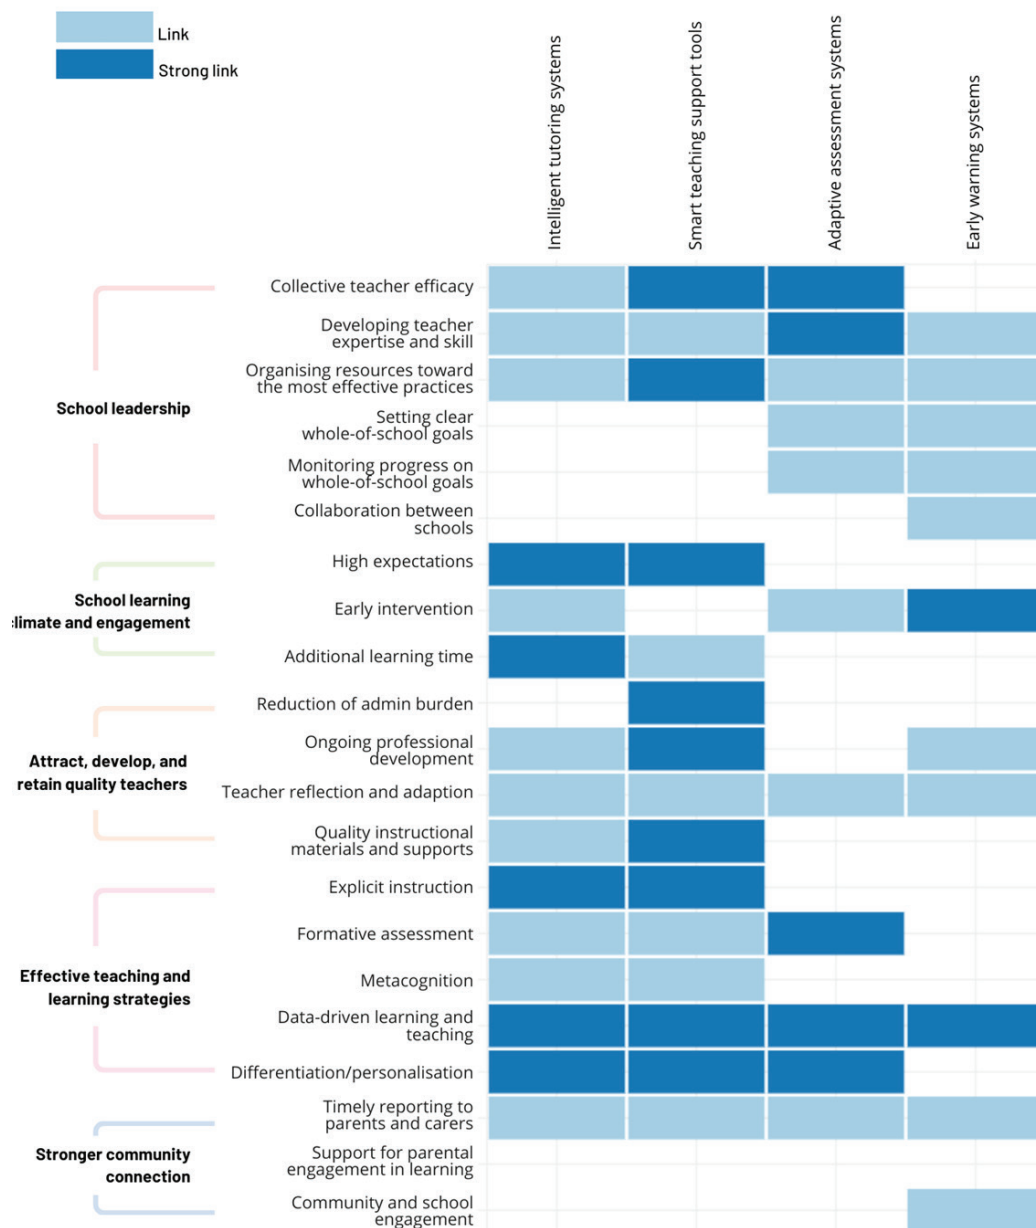 Link
Strong link
Intelligent tutoring systems
Smart teaching support tools
Adaptive assessment systems
Early warning systems
School leadership
Collective teacher efficacy
Developing teacher
expertise and skill
Organising resources toward
the most effective practices
Setting clear
whole-of-school goals
Monitoring progress on
whole-of-school goals
Collaboration between
schools
School learning
climate and engagement
High expectations
Early intervention
Additional learning time
Attract, develop, and
retain quality teachers
Reduction of admin burden
Ongoing professional
development
Teacher reflection and adaption
Quality instructional
materials and supports
Effective teaching and
learning strategies
Explicit instruction
Formative assessment
Metacognition
Data-driven learning and
teaching
Differentiation/personalisation
Stronger community
connection
Timely reporting to
parents and carers
Support for parental
engagement in learning
Community and school
engagement